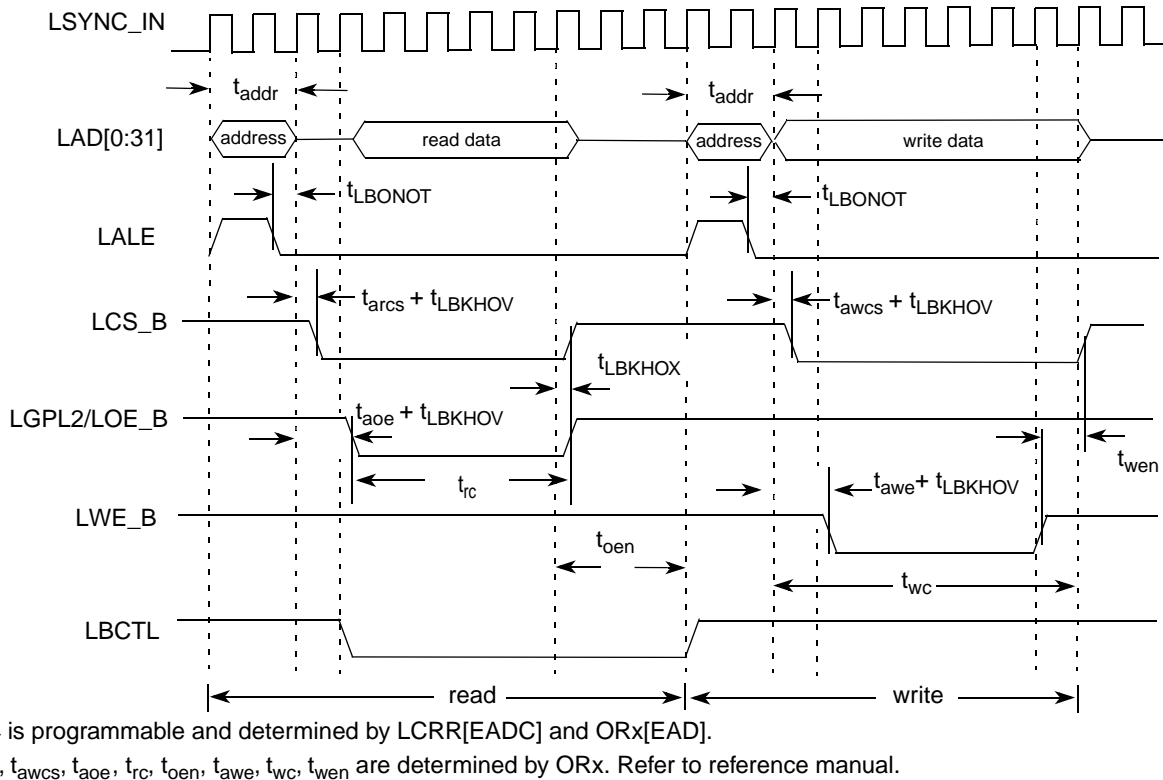 LSYNC_IN
taddr taddr
LAD[0:31] address read data address write data
tLBONOT tLBONOT
LALE
tarcs + tLBKHOV tawcs + tLBKHOV
LCS_B
tLBKHOX
taoe + tLBKHOV
LGPL2/LOE_B
twen
trc tawe+ tLBKHOV
LWE_B
toen
twc
LBCTL
read write
is programmable and determined by LCRR[EADC] and ORx[EAD].
, tawcs, taoe, trc, toen, tawe, twc, twen are determined by ORx. Refer to reference manual.